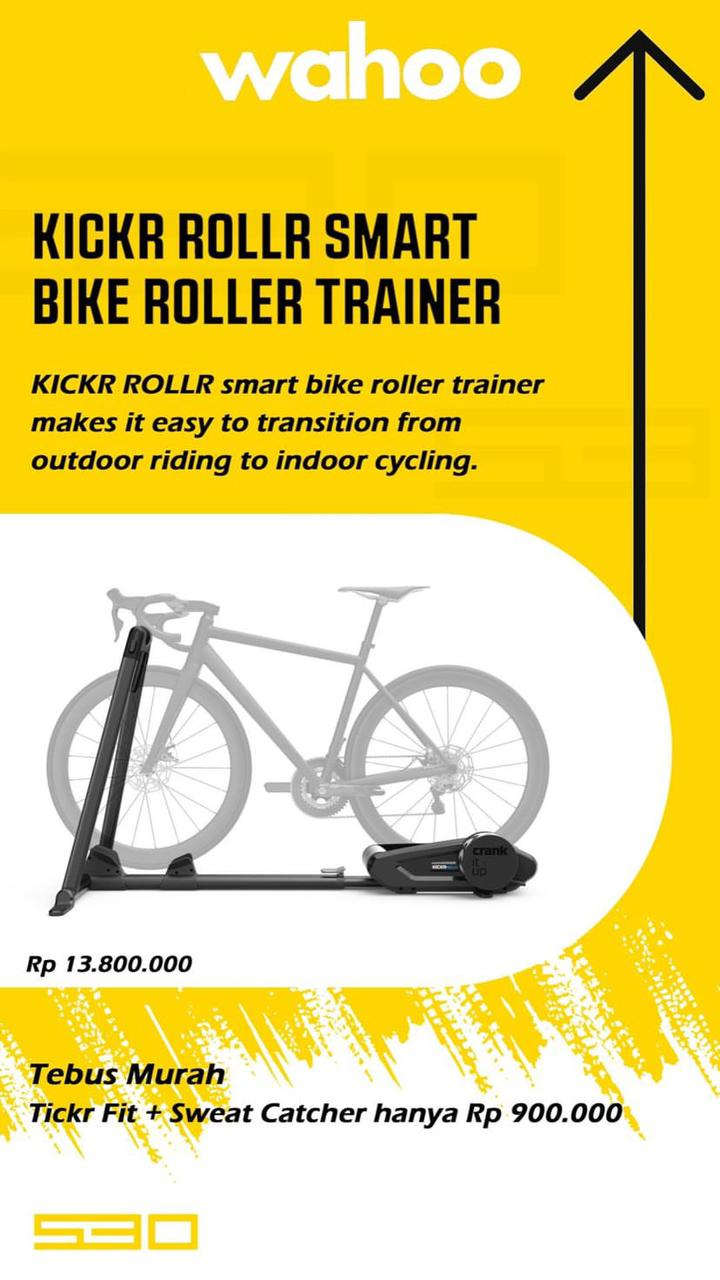 wahoo
KICKR ROLLR SMART
BIKE ROLLER TRAINER
KICKR ROLLR smart bike roller trainer
makes it easy to transition from
outdoor riding to indoor cycling.
crank
it
up
Rp 13.800.000
Tebus Murah
Tickr Fit + Sweat Catcher hanya Rp 900.000
530